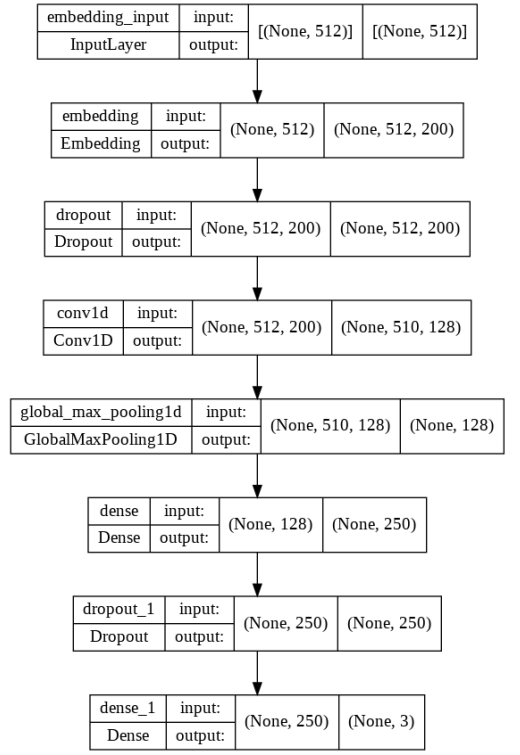 embedding_input input: [(None, 512)] [(None, 512)]
InputLayer output:
embedding input: (None, 512) (None, 512, 200)
Embedding output:
dropout input: (None, 512, 200) (None, 512, 200)
Dropout output:
conv1d input: (None, 512, 200) (None, 510, 128)
Conv1D output:
global_max_pooling1d input: (None, 510, 128) (None, 128)
GlobalMaxPooling1D output:
dense input: (None, 128) (None, 250)
Dense output:
dropout_1 input: (None, 250) (None, 250)
Dropout output:
dense_1 input: (None, 250) (None, 3)
Dense output: